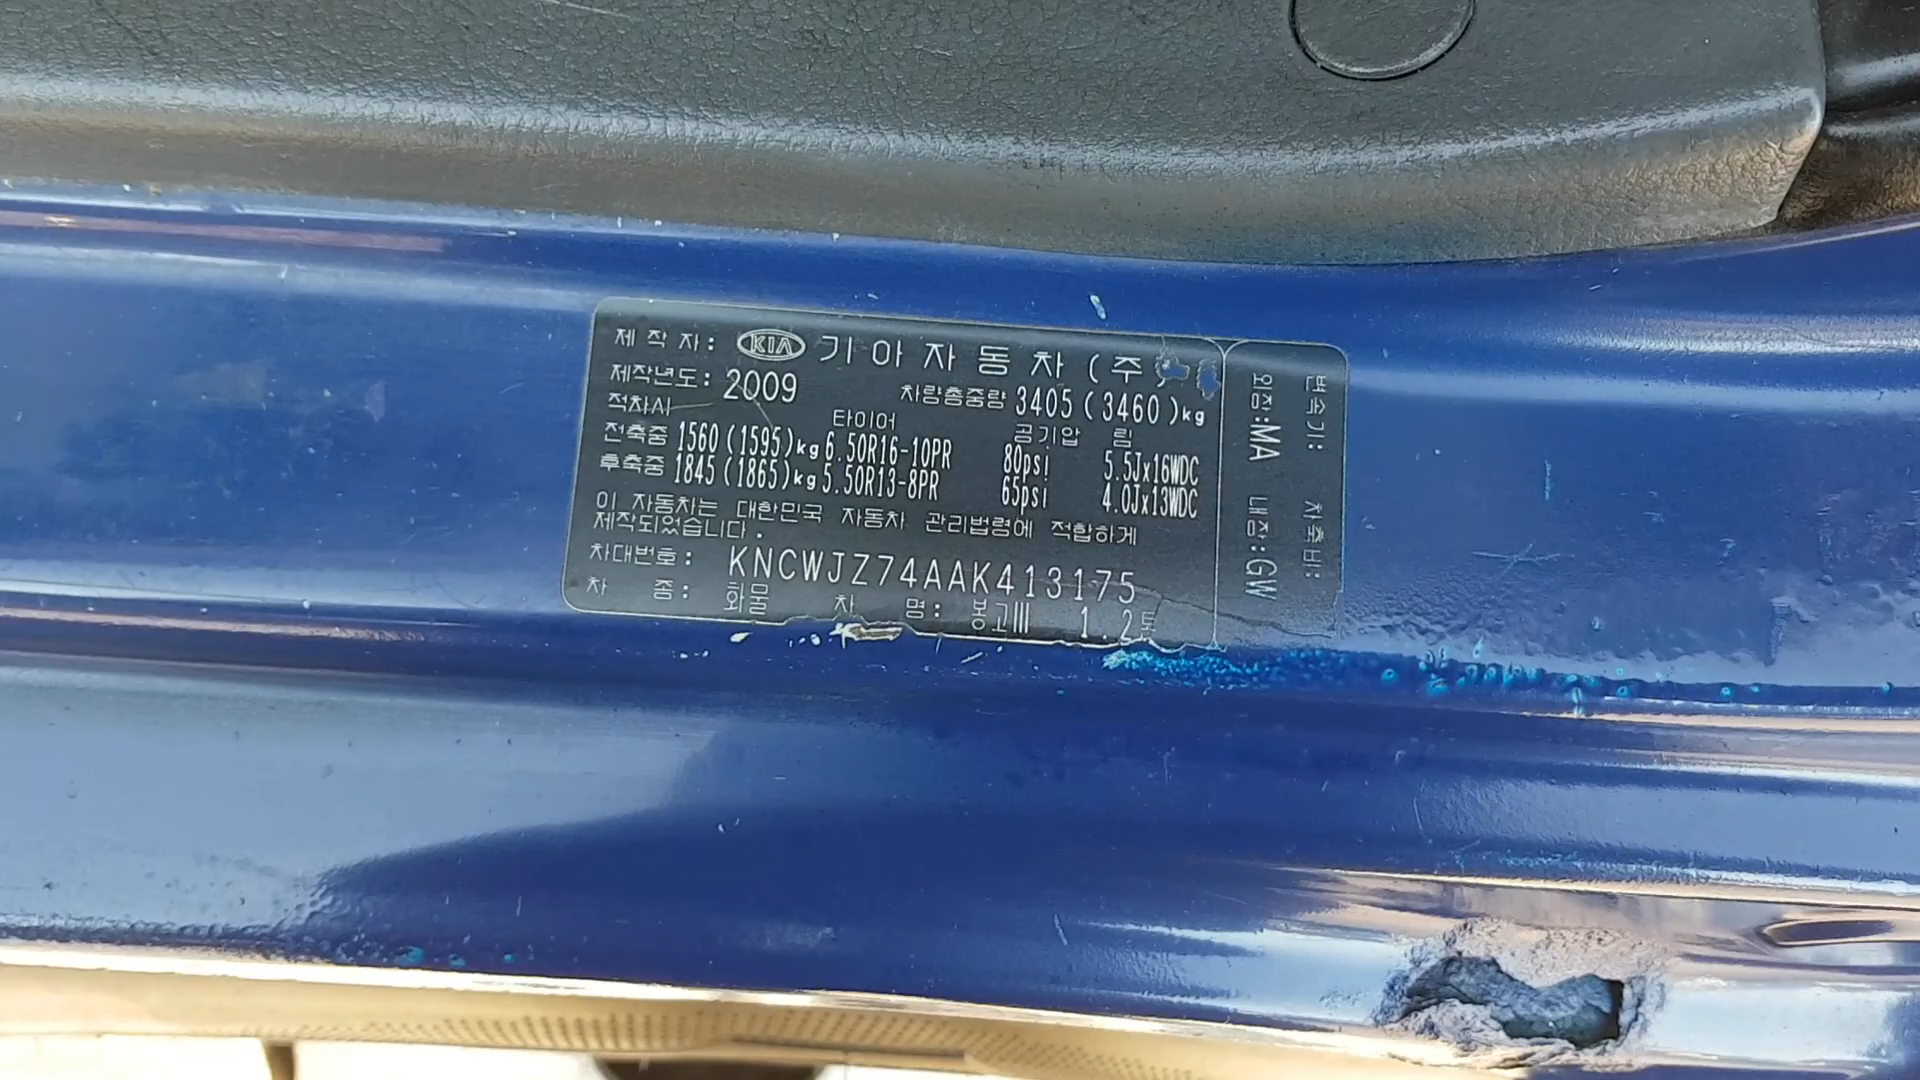 제 작 자: KIA 기 아 자 동 차 (주)
제작년도: 2009 차량총중량 3405 (3460)kg
적차시 타이어 공기압 림
전축중 1560 (1595)kg 6.50R16-10PR 80psi 5.5Jx16WDC
후축중 1845 (1865)kg 5.50R13-8PR 65psi 4.0Jx13WDC
이 자동차는 대한민국 자동차 관리법령에 적합하게
제작되었습니다.
차대번호: KNCWJZ74AAK413175
차 종: 화물 차 명: 봉고III 1.2톤
변속기: 차축비:
외장:MA 내장:GW